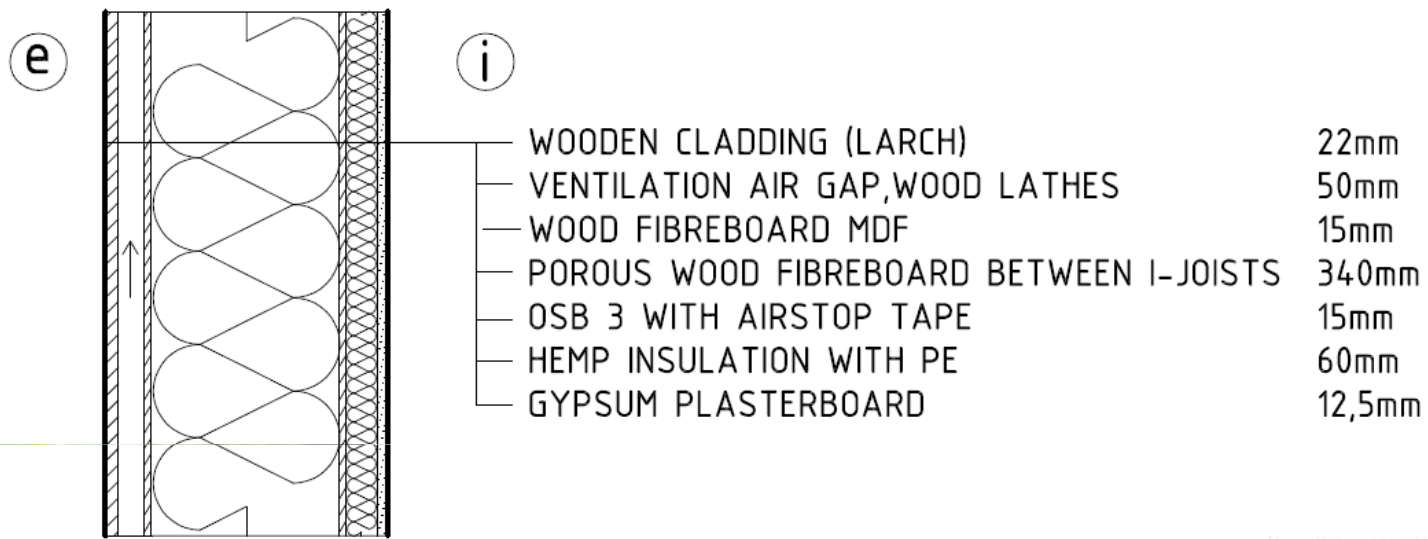 e
i
WOODEN CLADDING (LARCH) 22mm
VENTILATION AIR GAP,WOOD LATHES 50mm
WOOD FIBREBOARD MDF 15mm
POROUS WOOD FIBREBOARD BETWEEN I-JOISTS 340mm
OSB 3 WITH AIRSTOP TAPE 15mm
HEMP INSULATION WITH PE 60mm
GYPSUM PLASTERBOARD 12,5mm